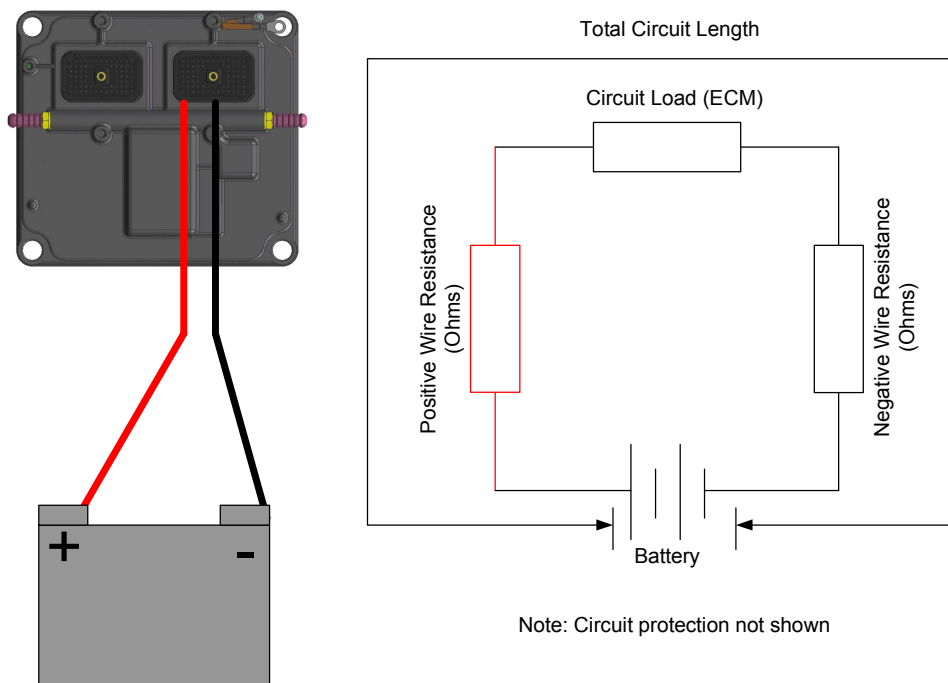 Total Circuit Length
Circuit Load (ECM)
Positive Wire Resistance
(Ohms)
Negative Wire Resistance
(Ohms)
+
-
Battery
Note: Circuit protection not shown